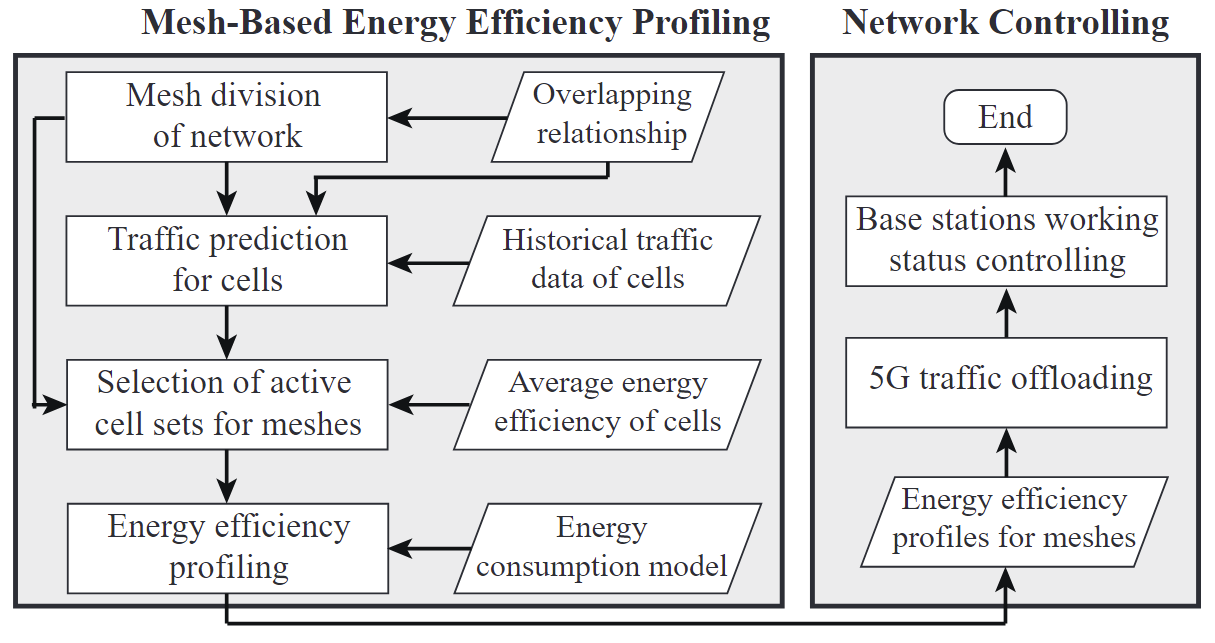 Mesh-Based Energy Efficiency Profiling
Mesh division
of network
Overlapping
relationship
Traffic prediction
for cells
Historical traffic
data of cells
Selection of active
cell sets for meshes
Average energy
efficiency of cells
Energy efficiency
profiling
Energy
consumption model
Network Controlling
End
Base stations working
status controlling
5G traffic offloading
Energy efficiency
profiles for meshes